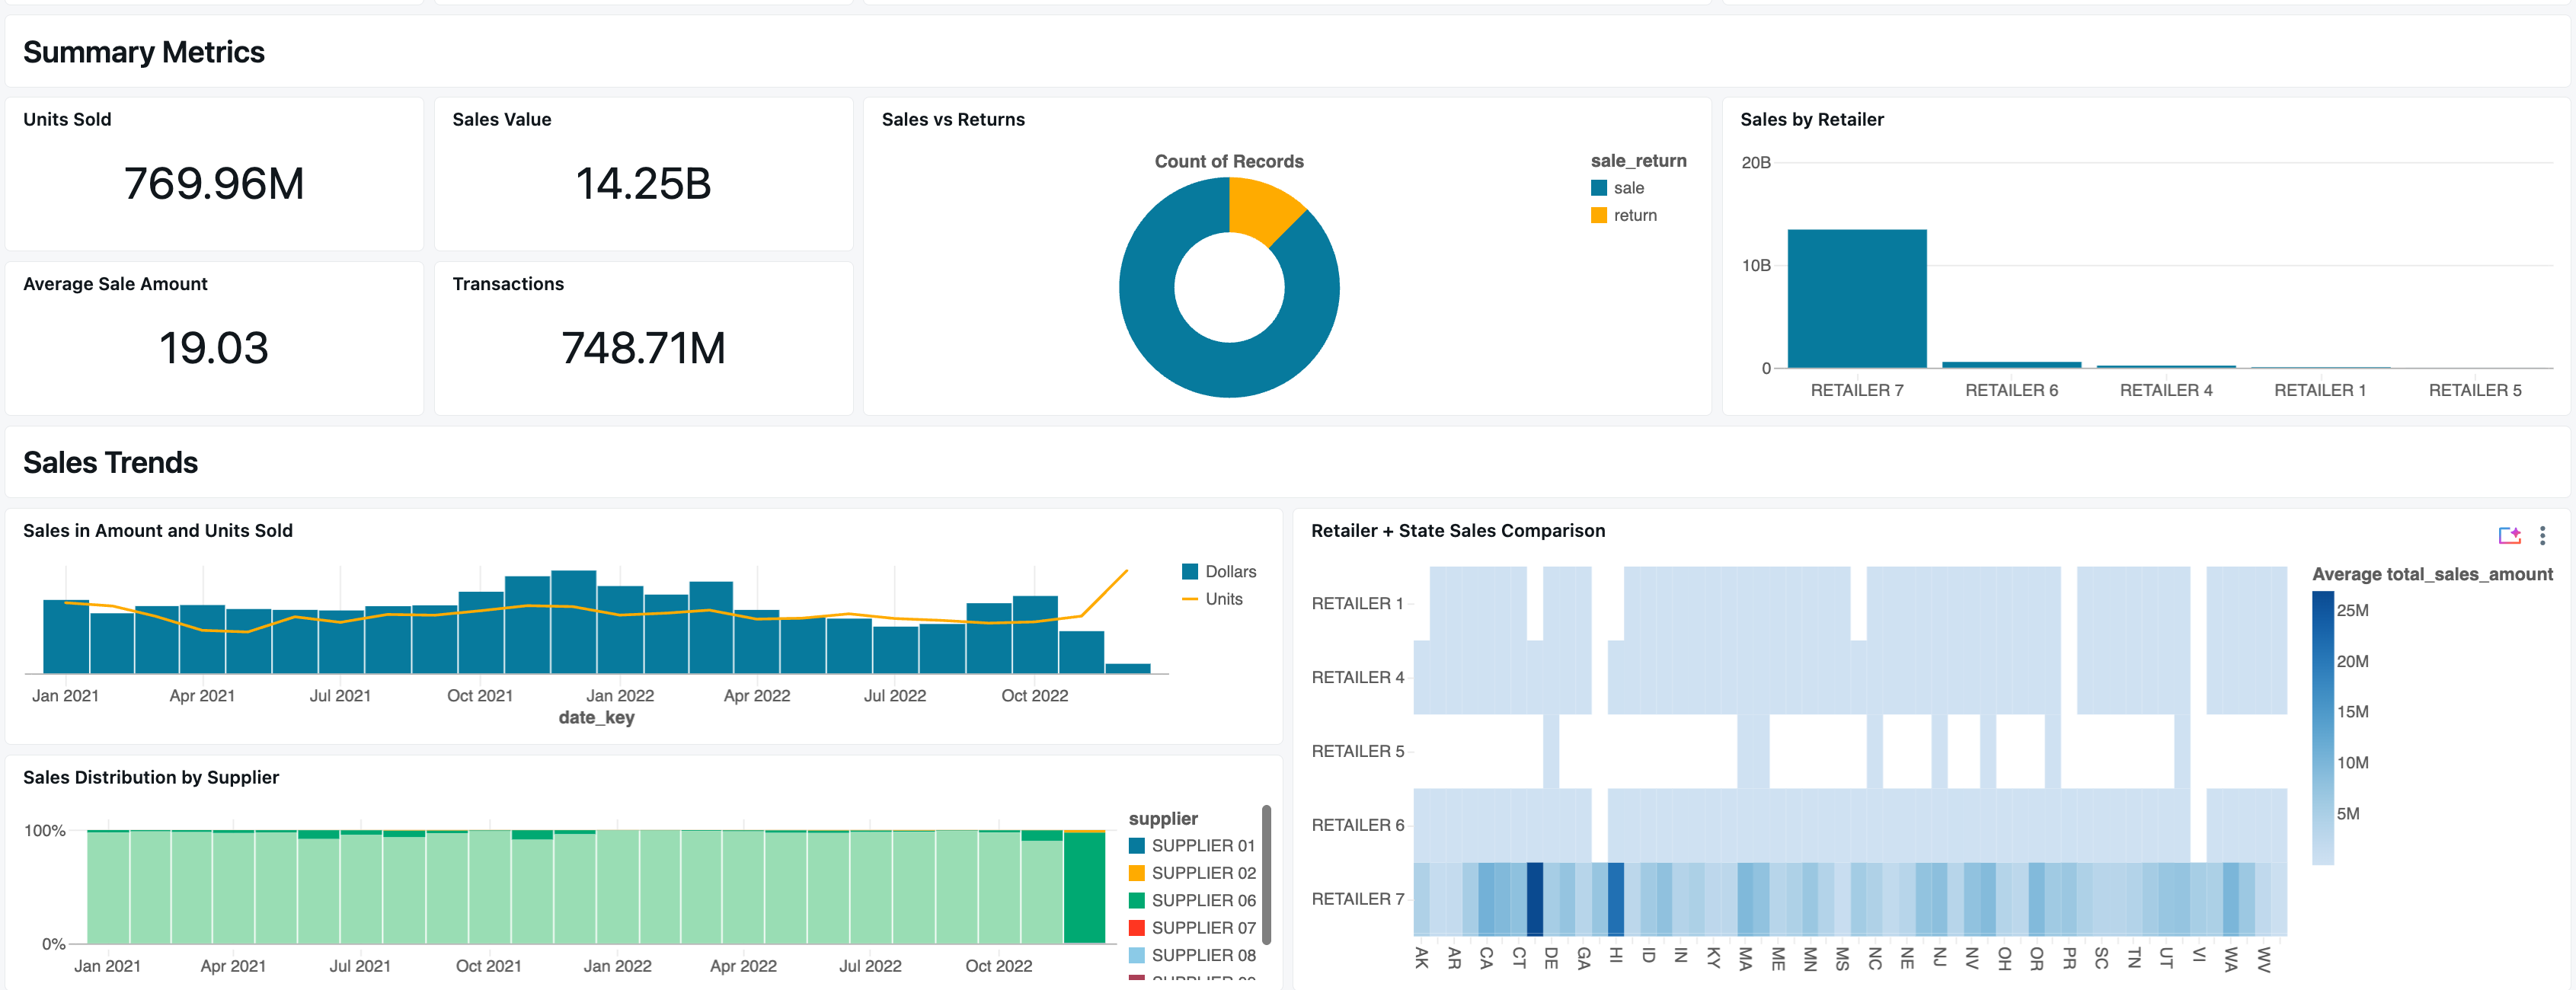 Summary Metrics
Units Sold
769.96M
Sales Value
14.25B
Average Sale Amount
19.03
Transactions
748.71M
Sales vs Returns
Count of Records
sale_return
sale
return
Sales by Retailer
20B
10B
0
RETAILER 7
RETAILER 6
RETAILER 4
RETAILER 1
RETAILER 5
Sales Trends
Sales in Amount and Units Sold
Dollars
Units
Jan 2021
Apr 2021
Jul 2021
Oct 2021
Jan 2022
Apr 2022
Jul 2022
Oct 2022
date_key
Sales Distribution by Supplier
100%
0%
Jan 2021
Apr 2021
Jul 2021
Oct 2021
Jan 2022
Apr 2022
Jul 2022
Oct 2022
supplier
SUPPLIER 01
SUPPLIER 02
SUPPLIER 06
SUPPLIER 07
SUPPLIER 08
Retailer + State Sales Comparison
RETAILER 1
RETAILER 4
RETAILER 5
RETAILER 6
RETAILER 7
AK
AR
CA
CT
DE
GA
HI
ID
IN
KY
MA
ME
MN
MS
NC
NE
NJ
NV
OH
OR
PR
SC
TN
UT
VI
WA
WV
Average total_sales_amount
25M
20M
15M
10M
5M